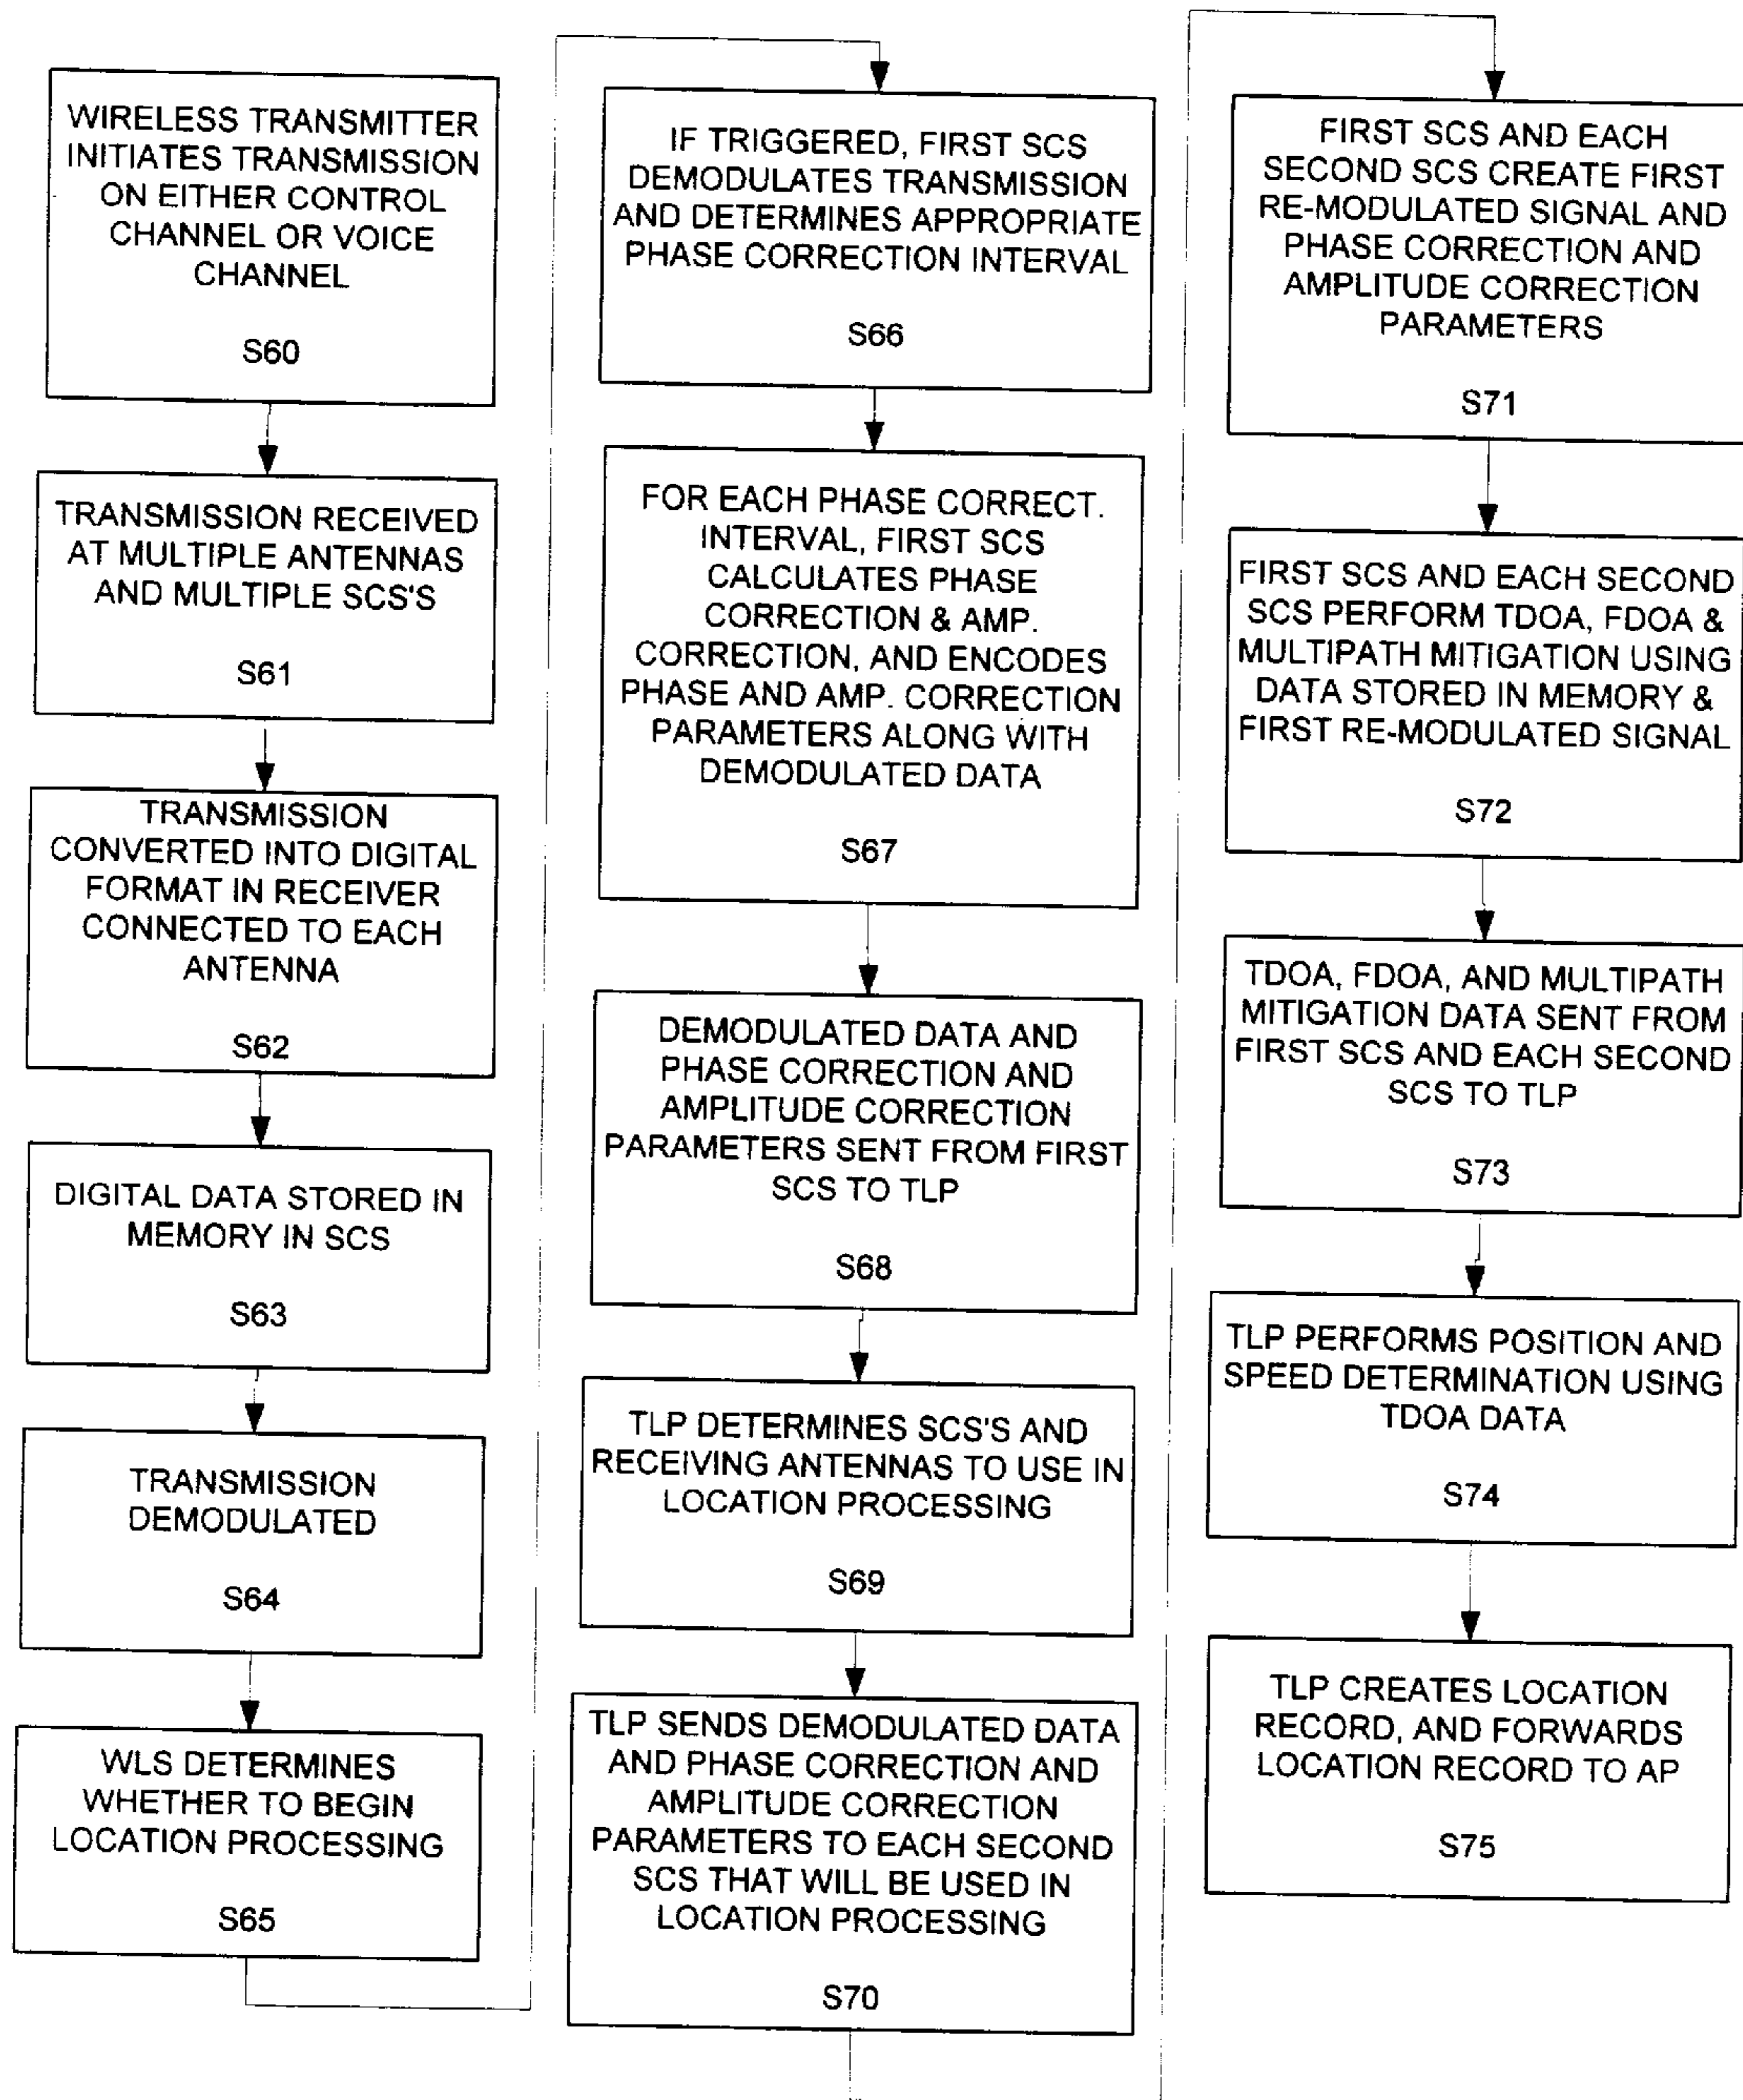 WIRELESS TRANSMITTER
INITIATES TRANSMISSION
ON EITHER CONTROL
CHANNEL OR VOICE
CHANNEL
S60
TRANSMISSION RECEIVED
AT MULTIPLE ANTENNAS
AND MULTIPLE SCS'S
S61
TRANSMISSION
CONVERTED INTO DIGITAL
FORMAT IN RECEIVER
CONNECTED TO EACH
ANTENNA
S62
DIGITAL DATA STORED IN
MEMORY IN SCS
S63
TRANSMISSION
DEMODULATED
S64
WLS DETERMINES
WHETHER TO BEGIN
LOCATION PROCESSING
S65
IF TRIGGERED, FIRST SCS
DEMODULATES TRANSMISSION
AND DETERMINES APPROPRIATE
PHASE CORRECTION INTERVAL
S66
FOR EACH PHASE CORRECT.
INTERVAL, FIRST SCS
CALCULATES PHASE
CORRECTION & AMP.
CORRECTION, AND ENCODES
PHASE AND AMP. CORRECTION
PARAMETERS ALONG WITH
DEMODULATED DATA
S67
DEMODULATED DATA AND
PHASE CORRECTION AND
AMPLITUDE CORRECTION
PARAMETERS SENT FROM FIRST
SCS TO TLP
S68
TLP DETERMINES SCS'S AND
RECEIVING ANTENNAS TO USE IN
LOCATION PROCESSING
S69
TLP SENDS DEMODULATED DATA
AND PHASE CORRECTION AND
AMPLITUDE CORRECTION
PARAMETERS TO EACH SECOND
SCS THAT WILL BE USED IN
LOCATION PROCESSING
S70
FIRST SCS AND EACH
SECOND SCS CREATE FIRST
RE-MODULATED SIGNAL AND
PHASE CORRECTION AND
AMPLITUDE CORRECTION
PARAMETERS
S71
FIRST SCS AND EACH SECOND
SCS PERFORM TDOA, FDOA &
MULTIPATH MITIGATION USING
DATA STORED IN MEMORY &
FIRST RE-MODULATED SIGNAL
S72
TDOA, FDOA, AND MULTIPATH
MITIGATION DATA SENT FROM
FIRST SCS AND EACH SECOND
SCS TO TLP
S73
TLP PERFORMS POSITION AND
SPEED DETERMINATION USING
TDOA DATA
S74
TLP CREATES LOCATION
RECORD, AND FORWARDS
LOCATION RECORD TO AP
S75